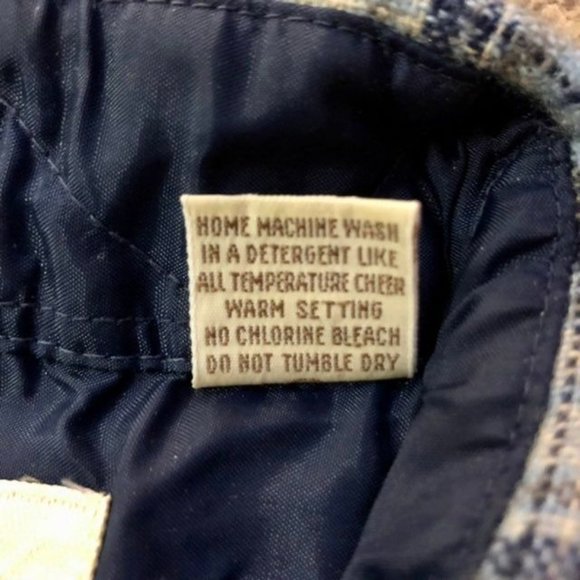 HOME MACHINE WASH
IN A DETERGENT LIKE
ALL TEMPERATURE CHEER
WARM SETTING
NO CHLORINE BLEACH
DO NOT TUMBLE DRY